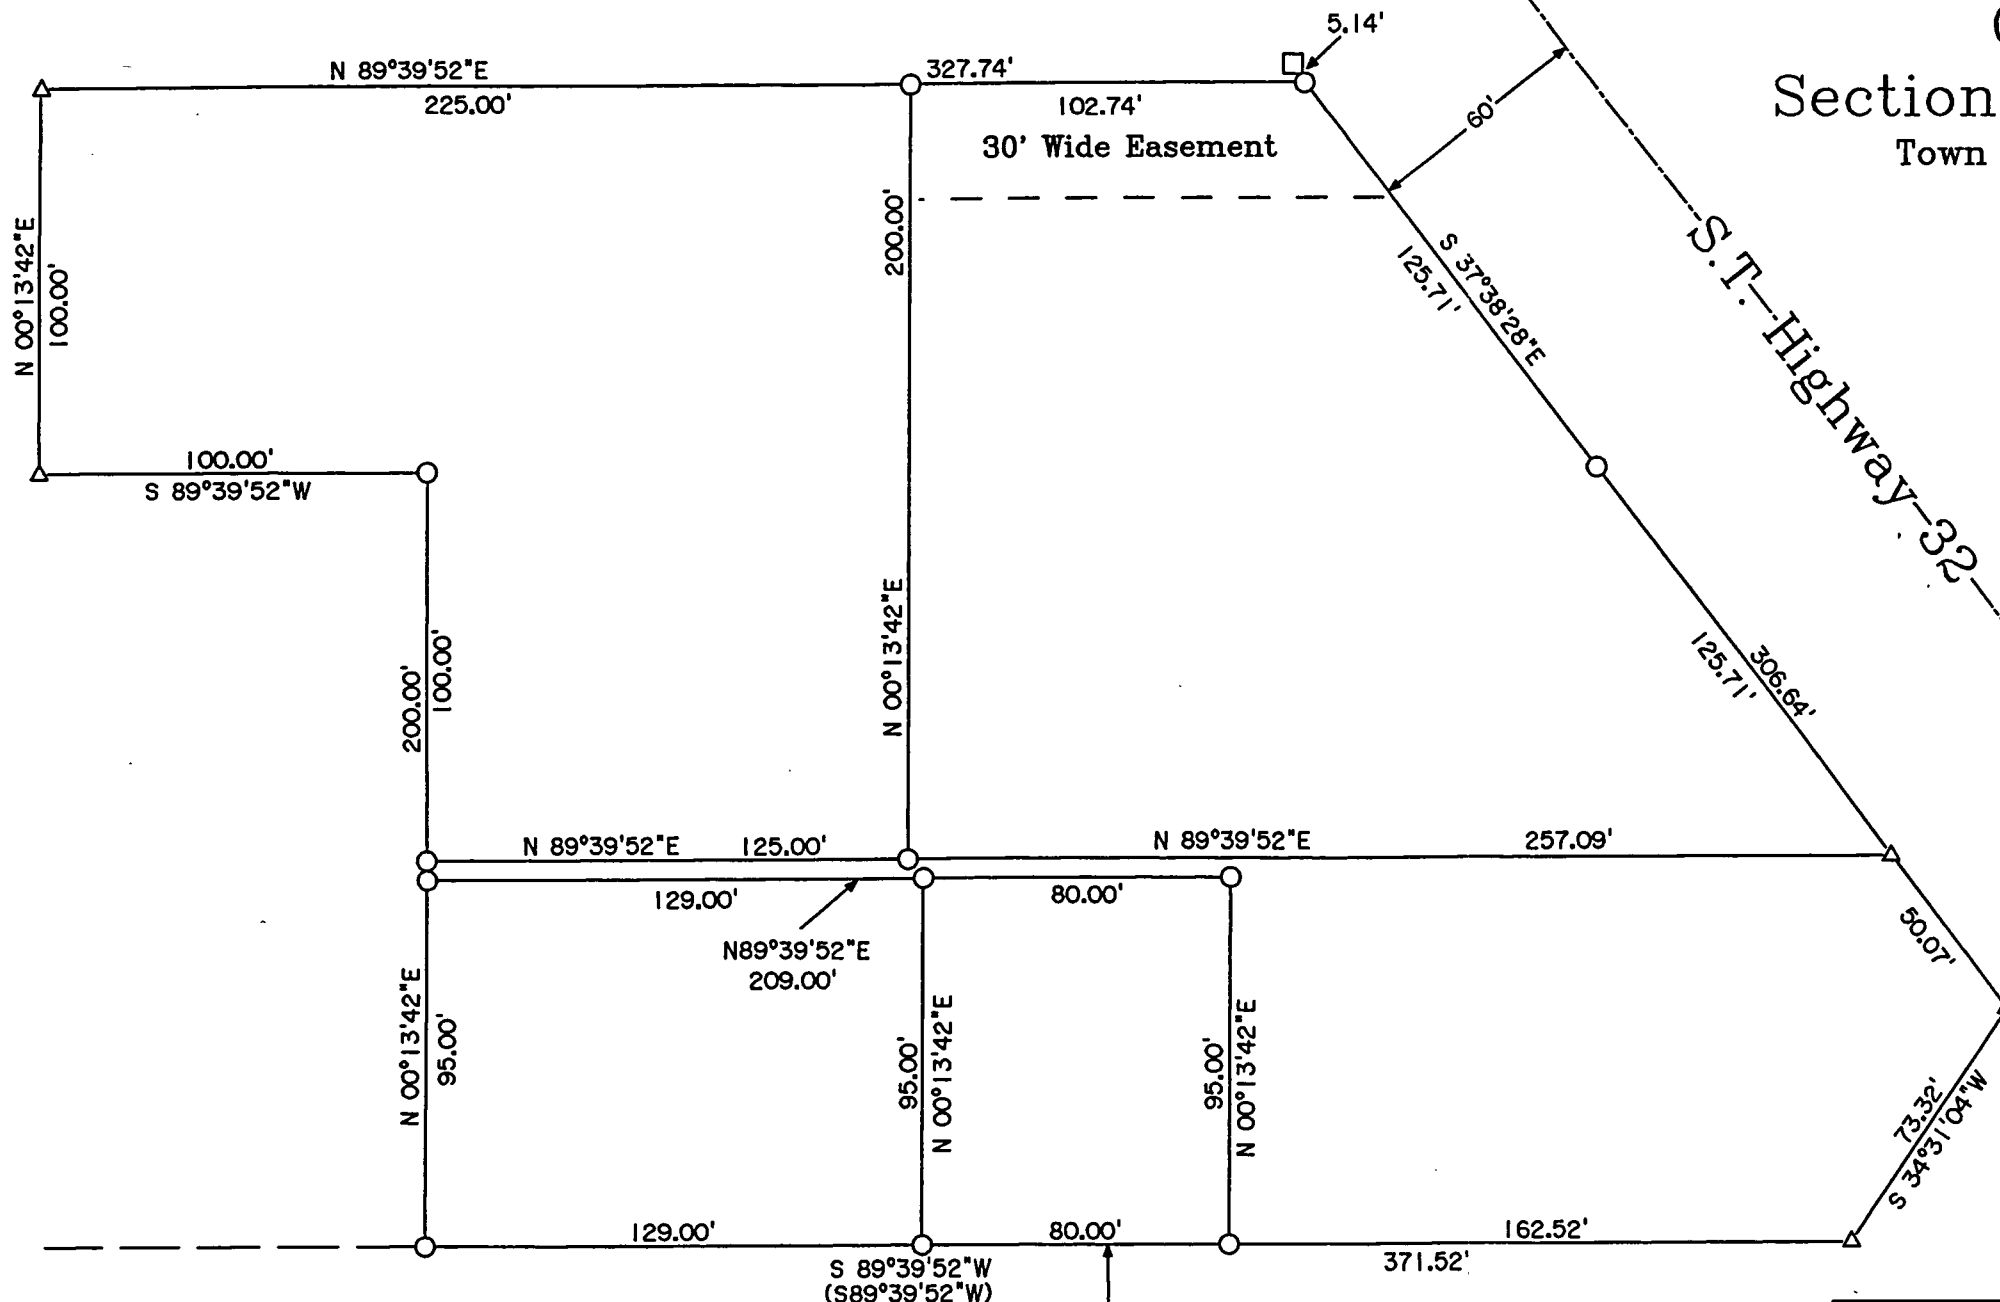 5.14'
N 89°39'52"E
327.74'
225.00'
102.74'
60'
Section
Town
30' Wide Easement
N 00°13'42"E
100.00'
200.00'
S 37°38'28"E
125.71'
S.T. Highway 32
100.00'
S 89°39'52"W
N 00°13'42"E
200.00'
100.00'
125.71'
306.64'
N 89°39'52"E
125.00'
N 89°39'52"E
257.09'
129.00'
80.00'
50.07'
N89°39'52"E
209.00'
N 00°13'42"E
95.00'
95.00'
N 00°13'42"E
95.00'
N 00°13'42"E
73.32'
S 34°31'04"W
129.00'
80.00'
162.52'
371.52'
S 89°39'52"W
(S89°39'52"W)